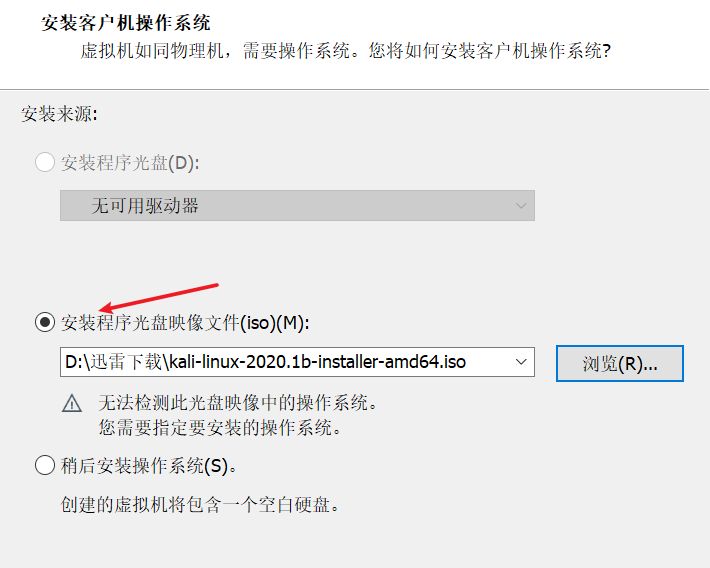 安装客户机操作系统
虚拟机如同物理机，需要操作系统。您将如何安装客户机操作系统?
安装来源:
安装程序光盘(D):
无可用驱动器
安装程序光盘映像文件(iso)(M):
D:\迅雷下载\kali-linux-2020.1b-installer-amd64.iso
浏览(R)...
无法检测此光盘映像中的操作系统。
您需要指定要安装的操作系统。
稍后安装操作系统(S)。
创建的虚拟机将包含一个空白硬盘。